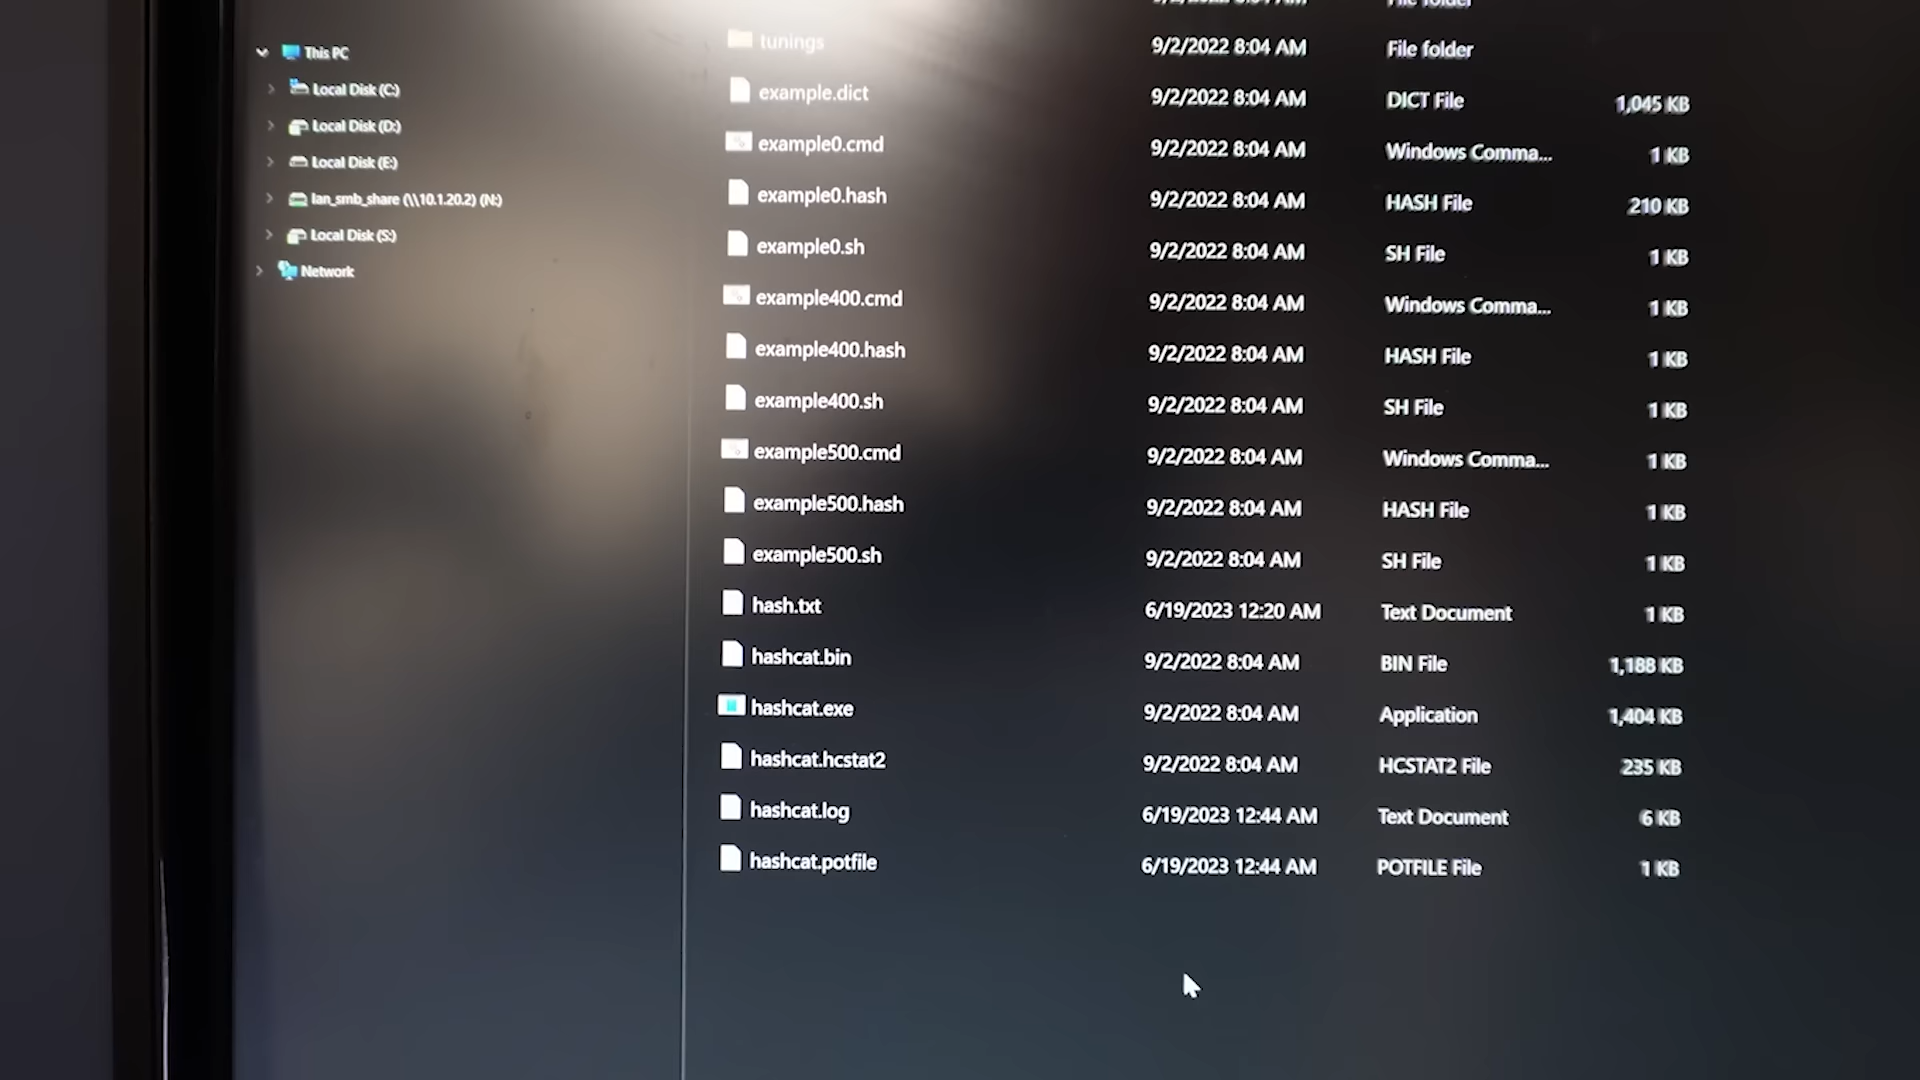 This PC
Local Disk (C:)
Local Disk (D:)
Local Disk (E:)
lan_smb_share (\\10.1.20.2) (N:)
Local Disk (S:)
Network
File folder
tunings 9/2/2022 8:04 AM File folder
example.dict 9/2/2022 8:04 AM DICT File 1,045 KB
example0.cmd 9/2/2022 8:04 AM Windows Comma... 1 KB
example0.hash 9/2/2022 8:04 AM HASH File 210 KB
example0.sh 9/2/2022 8:04 AM SH File 1 KB
example400.cmd 9/2/2022 8:04 AM Windows Comma... 1 KB
example400.hash 9/2/2022 8:04 AM HASH File 1 KB
example400.sh 9/2/2022 8:04 AM SH File 1 KB
example500.cmd 9/2/2022 8:04 AM Windows Comma... 1 KB
example500.hash 9/2/2022 8:04 AM HASH File 1 KB
example500.sh 9/2/2022 8:04 AM SH File 1 KB
hash.txt 6/19/2023 12:20 AM Text Document 1 KB
hashcat.bin 9/2/2022 8:04 AM BIN File 1,188 KB
hashcat.exe 9/2/2022 8:04 AM Application 1,404 KB
hashcat.hcstat2 9/2/2022 8:04 AM HCSTAT2 File 235 KB
hashcat.log 6/19/2023 12:44 AM Text Document 6 KB
hashcat.potfile 6/19/2023 12:44 AM POTFILE File 1 KB